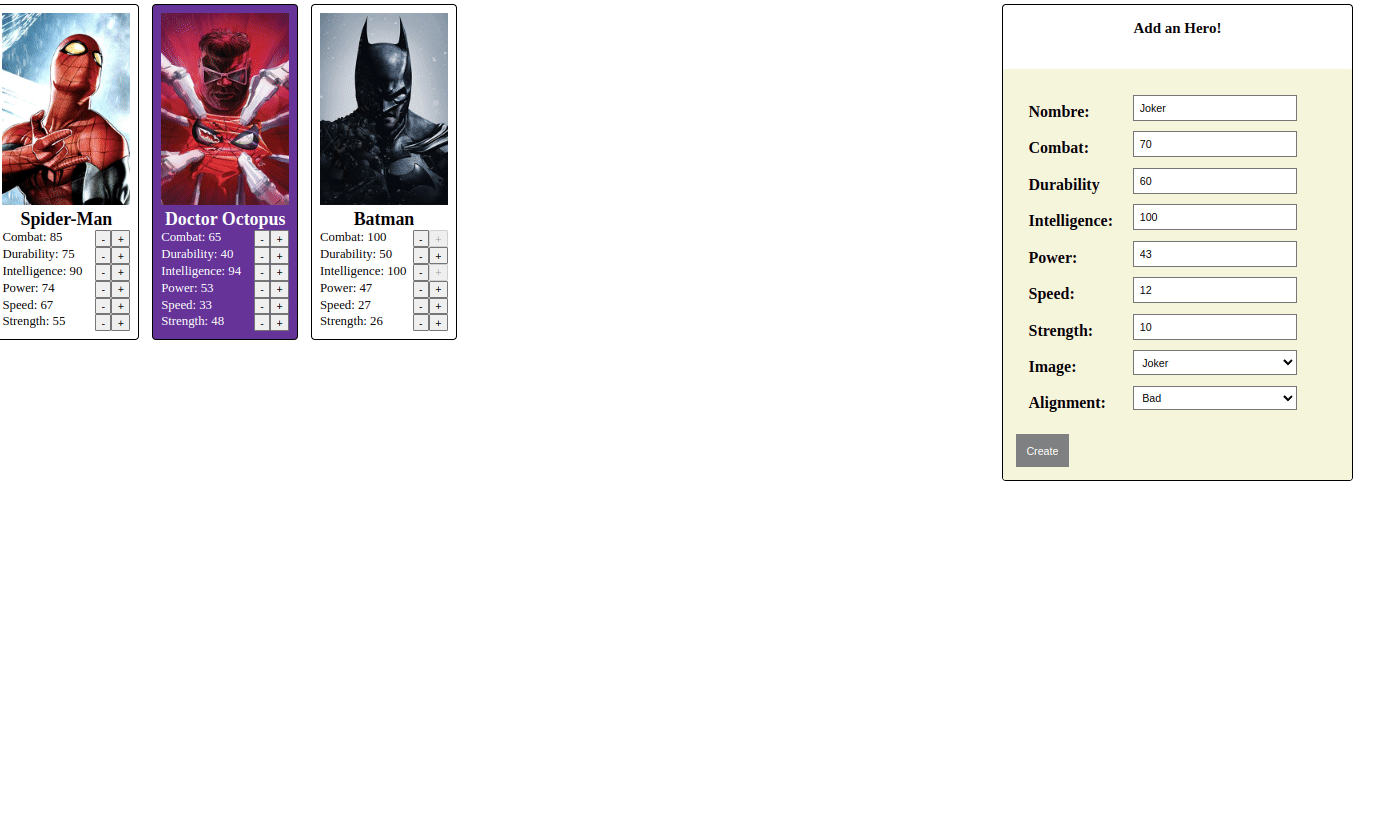 Spider-Man
Combat: 85 - +
Durability: 75 - +
Intelligence: 90 - +
Power: 74 - +
Speed: 67 - +
Strength: 55 - +
Doctor Octopus
Combat: 65 - +
Durability: 40 - +
Intelligence: 94 - +
Power: 53 - +
Speed: 33 - +
Strength: 48 - +
Batman
Combat: 100 - +
Durability: 50 - +
Intelligence: 100 - +
Power: 47 - +
Speed: 27 - +
Strength: 26 - +
Add an Hero!
Nombre: Joker
Combat: 70
Durability 60
Intelligence: 100
Power: 43
Speed: 12
Strength: 10
Image: Joker
Alignment: Bad
Create